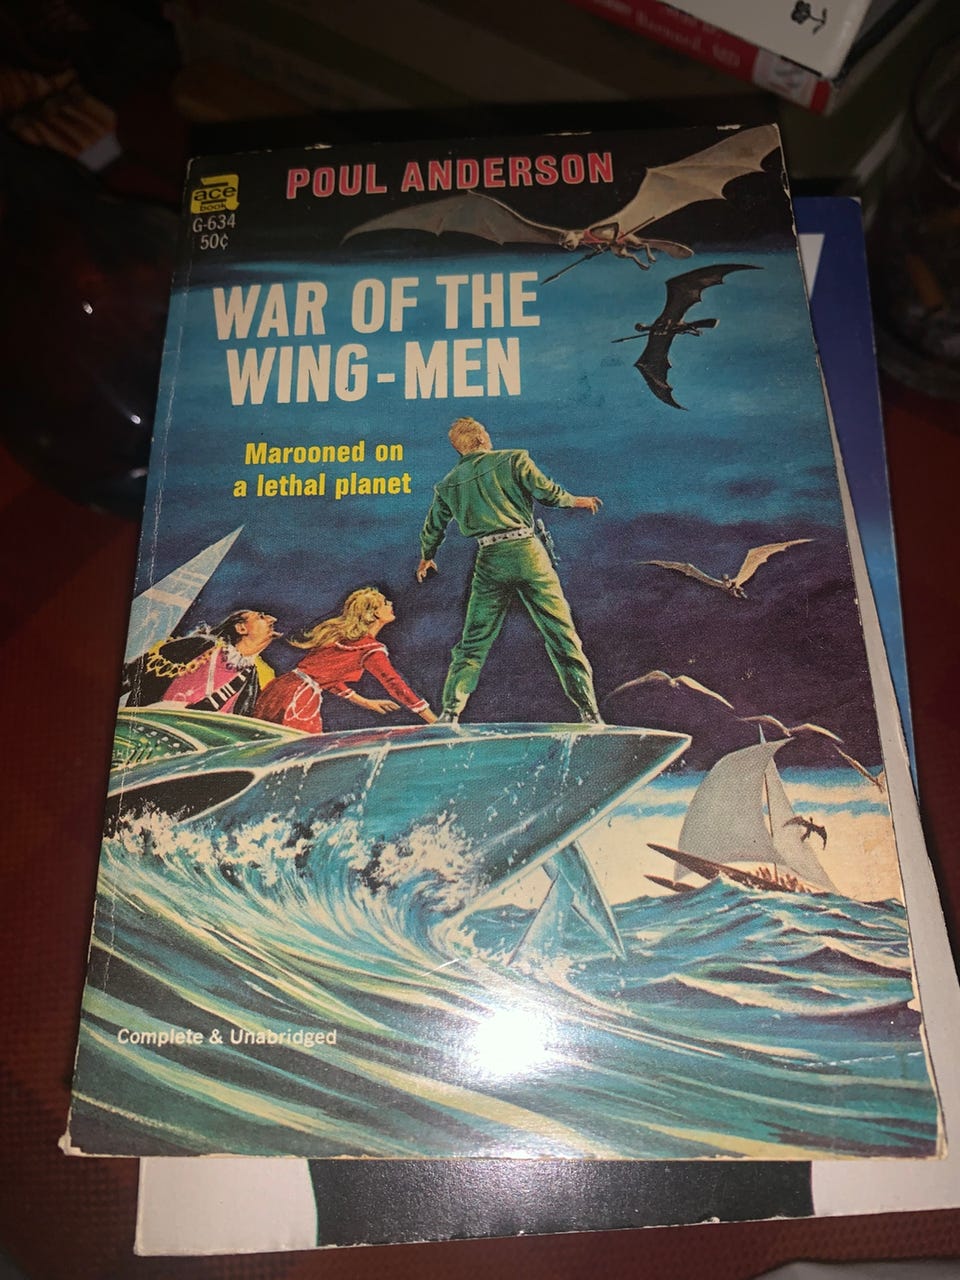 POUL ANDERSON
ace
book
G-634
50¢
WAR OF THE
WING-MEN
Marooned on
a lethal planet
Complete & Unabridged